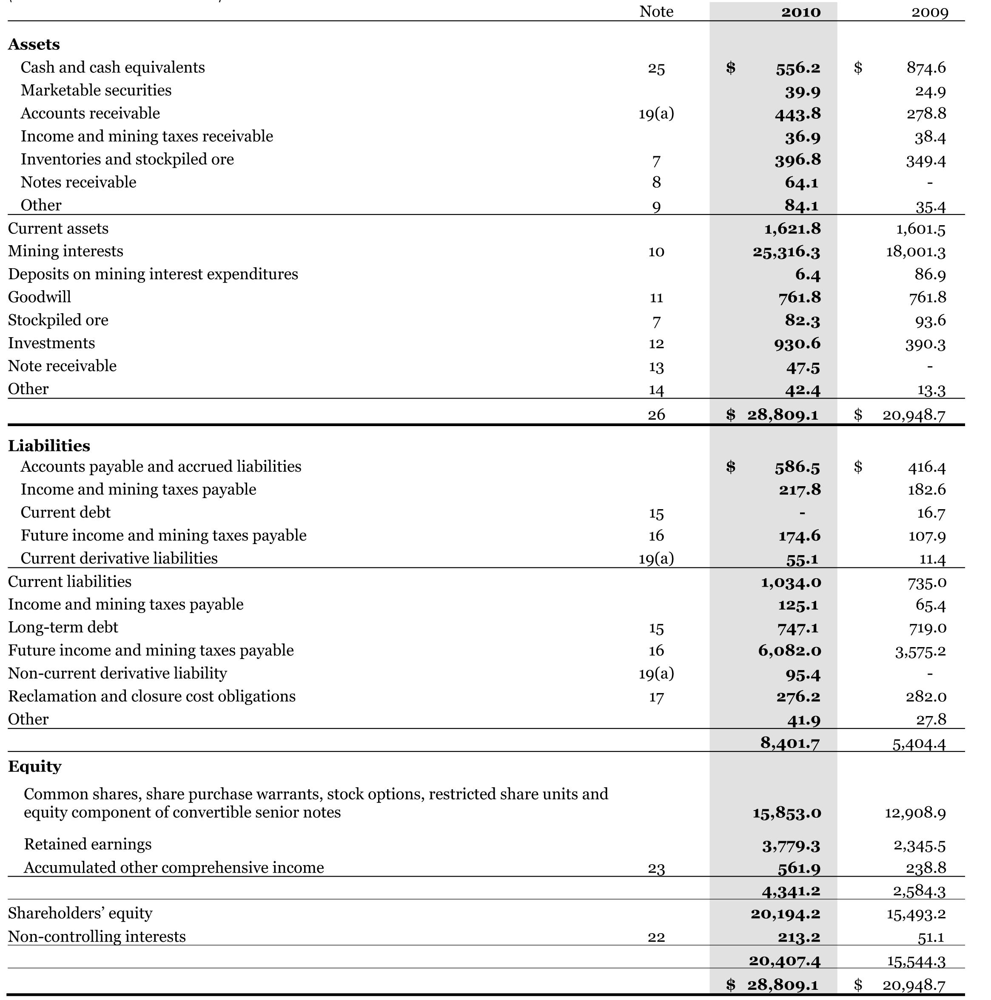 Note 2010 2009
Assets
Cash and cash equivalents 25 $ 556.2 $ 874.6
Marketable securities 39.9 24.9
Accounts receivable 19(a) 443.8 278.8
Income and mining taxes receivable 36.9 38.4
Inventories and stockpiled ore 7 396.8 349.4
Notes receivable 8 64.1 -
Other 9 84.1 35.4
Current assets 1,621.8 1,601.5
Mining interests 10 25,316.3 18,001.3
Deposits on mining interest expenditures 6.4 86.9
Goodwill 11 761.8 761.8
Stockpiled ore 7 82.3 93.6
Investments 12 930.6 390.3
Note receivable 13 47.5 -
Other 14 42.4 13.3
26 $ 28,809.1 $ 20,948.7
Liabilities
Accounts payable and accrued liabilities $ 586.5 $ 416.4
Income and mining taxes payable 217.8 182.6
Current debt 15 - 16.7
Future income and mining taxes payable 16 174.6 107.9
Current derivative liabilities 19(a) 55.1 11.4
Current liabilities 1,034.0 735.0
Income and mining taxes payable 125.1 65.4
Long-term debt 15 747.1 719.0
Future income and mining taxes payable 16 6,082.0 3,575.2
Non-current derivative liability 19(a) 95.4 -
Reclamation and closure cost obligations 17 276.2 282.0
Other 41.9 27.8
8,401.7 5,404.4
Equity
Common shares, share purchase warrants, stock options, restricted share units and
equity component of convertible senior notes 15,853.0 12,908.9
Retained earnings 3,779.3 2,345.5
Accumulated other comprehensive income 23 561.9 238.8
4,341.2 2,584.3
Shareholders’ equity 20,194.2 15,493.2
Non-controlling interests 22 213.2 51.1
20,407.4 15,544.3
$ 28,809.1 $ 20,948.7